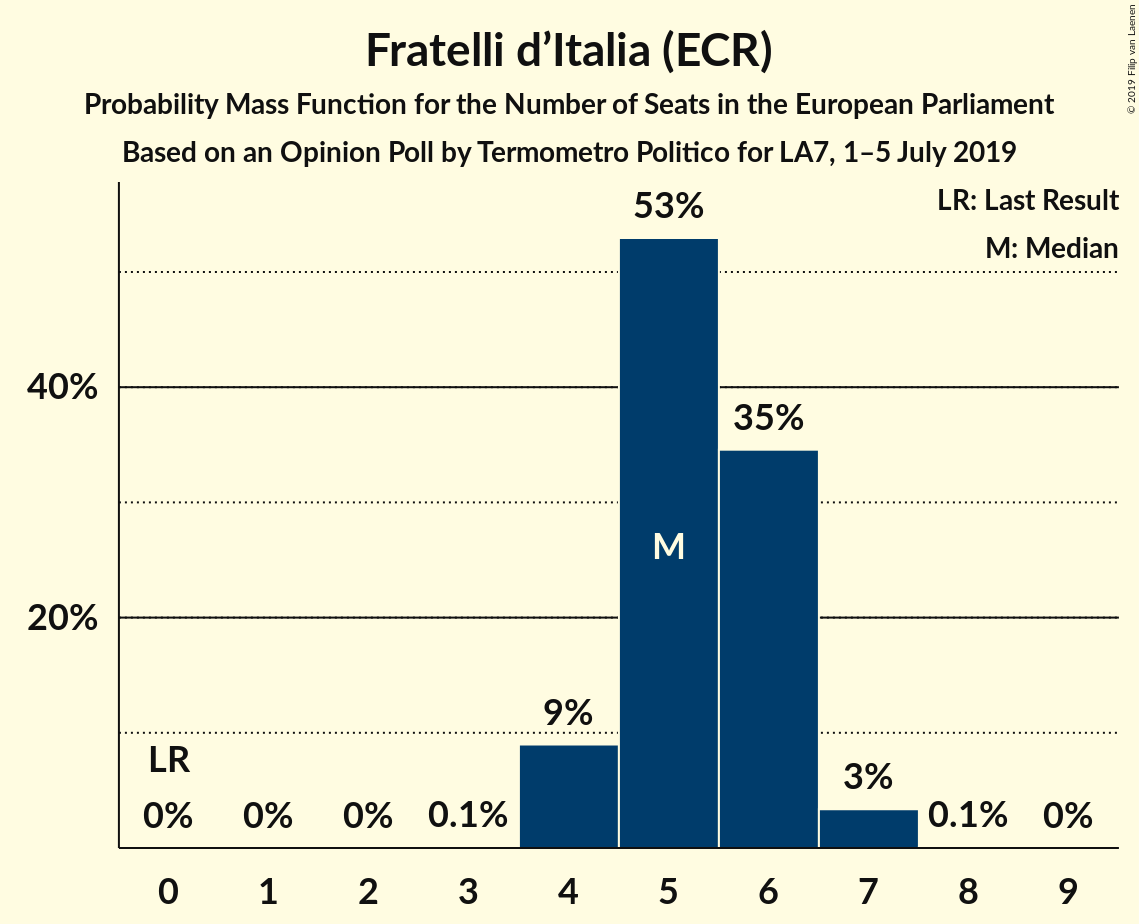 Fratelli d’Italia (ECR)
Probability Mass Function for the Number of Seats in the European Parliament
Based on an Opinion Poll by Termometro Politico for LA7, 1–5 July 2019
© 2019 Filip van Laenen
LR: Last Result
M: Median
53%
40%
35%
M
20%
9%
LR
3%
0% 0% 0% 0.1% 0.1% 0%
0 1 2 3 4 5 6 7 8 9